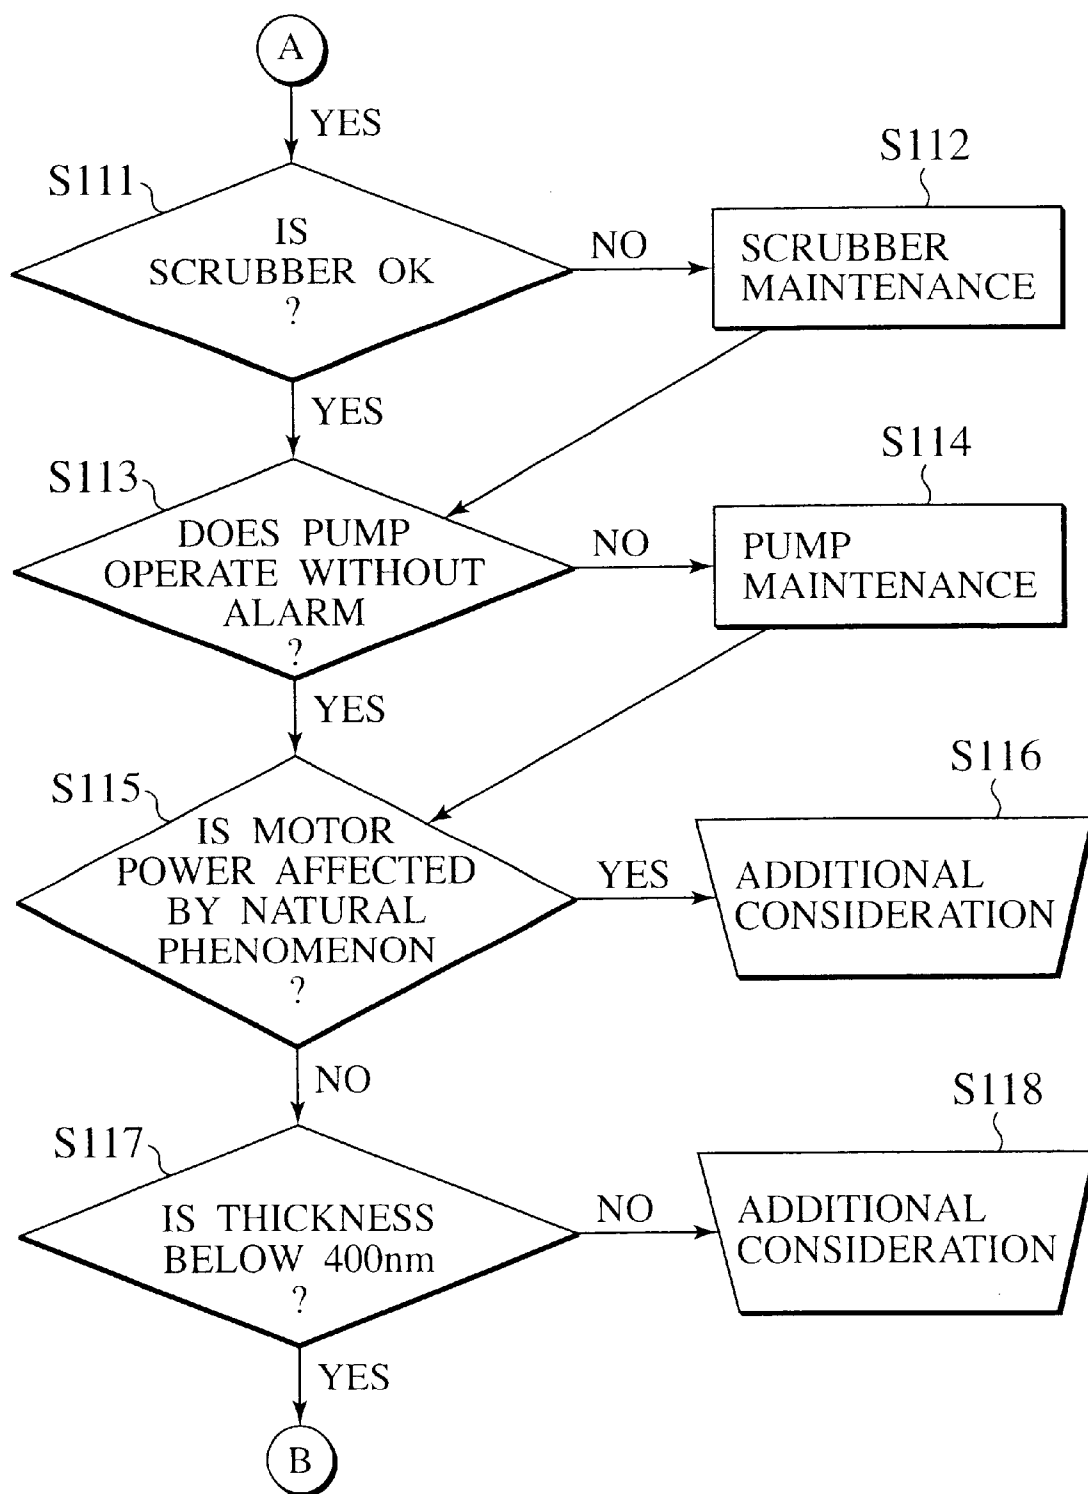 A
YES
S111
IS
SCRUBBER OK
?
NO
S112
SCRUBBER
MAINTENANCE
YES
S113
DOES PUMP
OPERATE WITHOUT
ALARM
?
NO
S114
PUMP
MAINTENANCE
YES
S115
IS MOTOR
POWER AFFECTED
BY NATURAL
PHENOMENON
?
YES
S116
ADDITIONAL
CONSIDERATION
NO
S117
IS THICKNESS
BELOW 400nm
?
NO
S118
ADDITIONAL
CONSIDERATION
YES
B